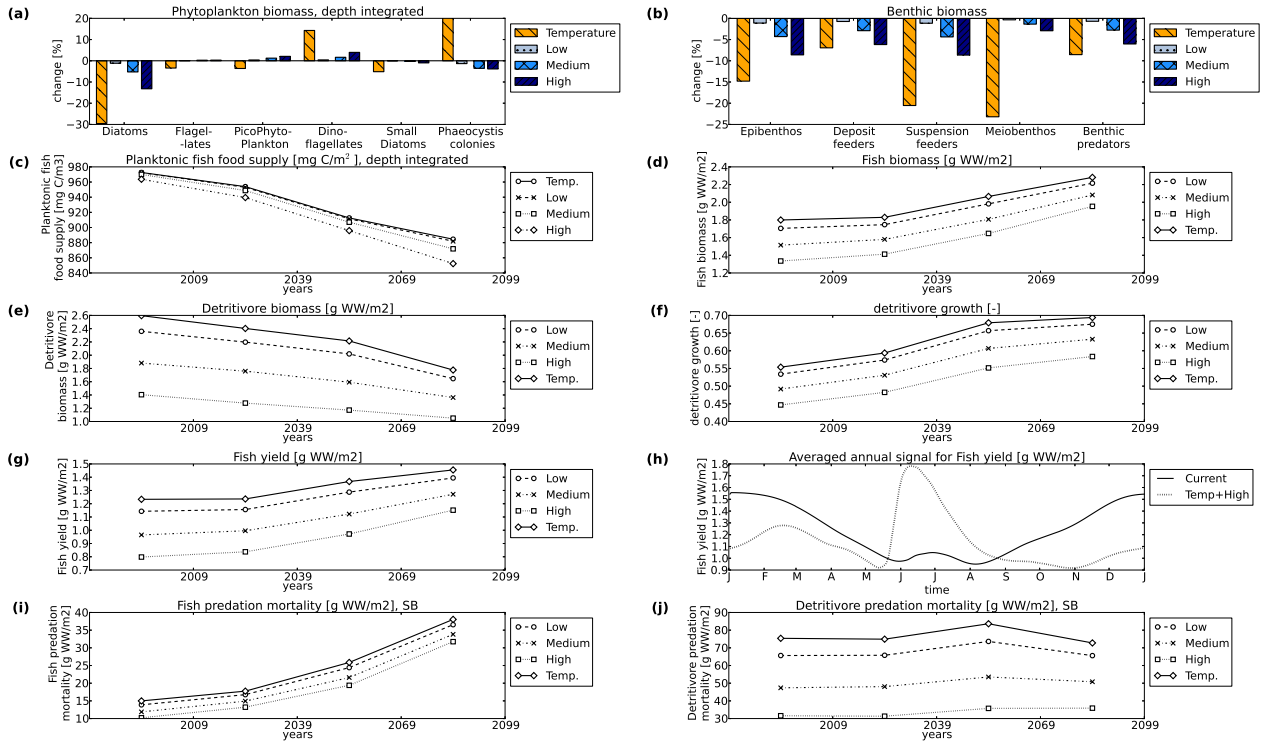 (a) Phytoplankton biomass, depth integrated
change [%]
20
10
0
−10
−20
−30
Diatoms
Flagel-
-lates
PicoPhyto-
Plankton
Dino-
flagellates
Small
Diatoms
Phaeocystis
colonies
Temperature
Low
Medium
High
(b) Benthic biomass
change [%]
0
−5
−10
−15
−20
−25
Epibenthos
Deposit
feeders
Suspension
feeders
Meiobenthos
Benthic
predators
Temperature
Low
Medium
High
(c) Planktonic fish food supply [mg C/m² ], depth integrated
Planktonic fish
food supply [mg C/m3]
980
960
940
920
900
880
860
840
2009 2039 2069 2099
years
Temp.
Low
Medium
High
(d) Fish biomass [g WW/m2]
Fish biomass [g WW/m2]
2.4
2.2
2.0
1.8
1.6
1.4
1.2
2009 2039 2069 2099
years
Low
Medium
High
Temp.
(e) Detritivore biomass [g WW/m2]
Detritivore
biomass [g WW/m2]
2.6
2.4
2.2
2.0
1.8
1.6
1.4
1.2
1.0
2009 2039 2069 2099
years
Low
Medium
High
Temp.
(f) detritivore growth [-]
detritivore growth [-]
0.70
0.65
0.60
0.55
0.50
0.45
0.40
2009 2039 2069 2099
years
Low
Medium
High
Temp.
(g) Fish yield [g WW/m2]
Fish yield [g WW/m2]
1.5
1.4
1.3
1.2
1.1
1.0
0.9
0.8
0.7
2009 2039 2069 2099
years
Low
Medium
High
Temp.
(h) Averaged annual signal for Fish yield [g WW/m2]
Fish yield [g WW/m2]
1.8
1.7
1.6
1.5
1.4
1.3
1.2
1.1
1.0
0.9
J F M A M J J A S O N D J
time
Current
Temp+High
(i) Fish predation mortality [g WW/m2], SB
Fish predation
mortality [g WW/m2]
40
35
30
25
20
15
10
2009 2039 2069 2099
years
Low
Medium
High
Temp.
(j) Detritivore predation mortality [g WW/m2], SB
Detritivore predation
mortality [g WW/m2]
90
80
70
60
50
40
30
2009 2039 2069 2099
years
Low
Medium
High
Temp.